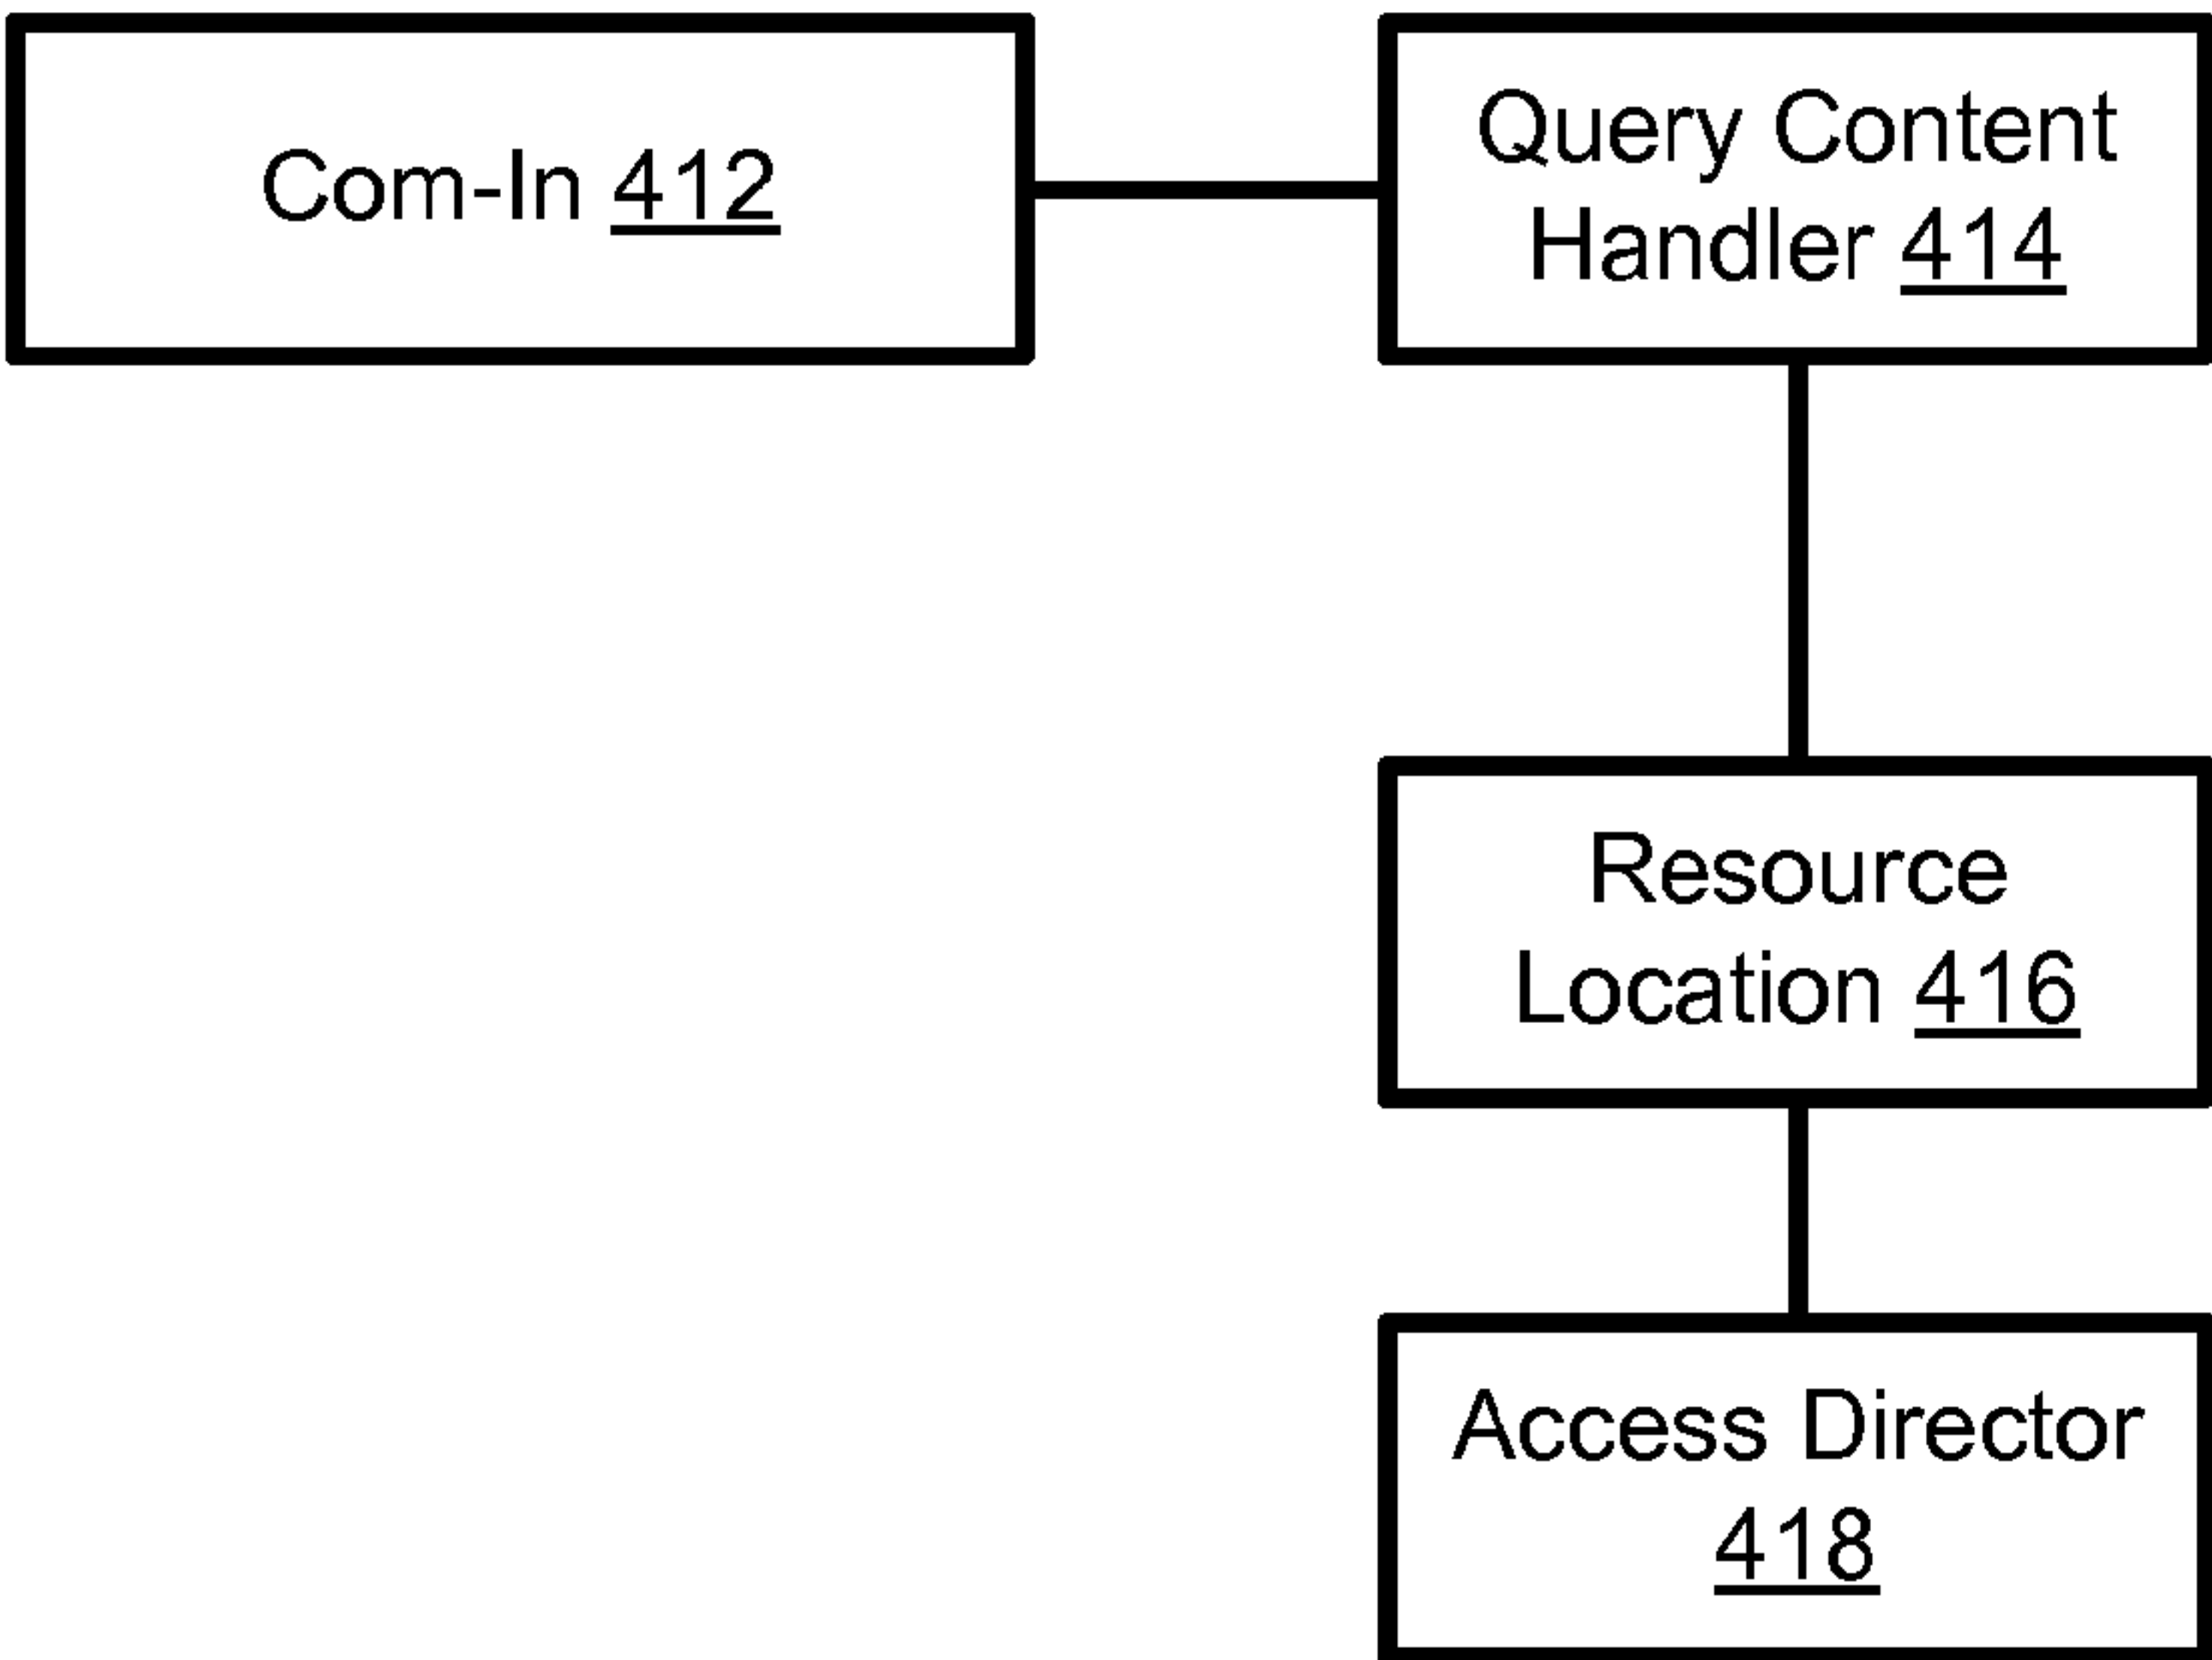 Com-In 412
Query Content
Handler 414
Resource
Location 416
Access Director
418